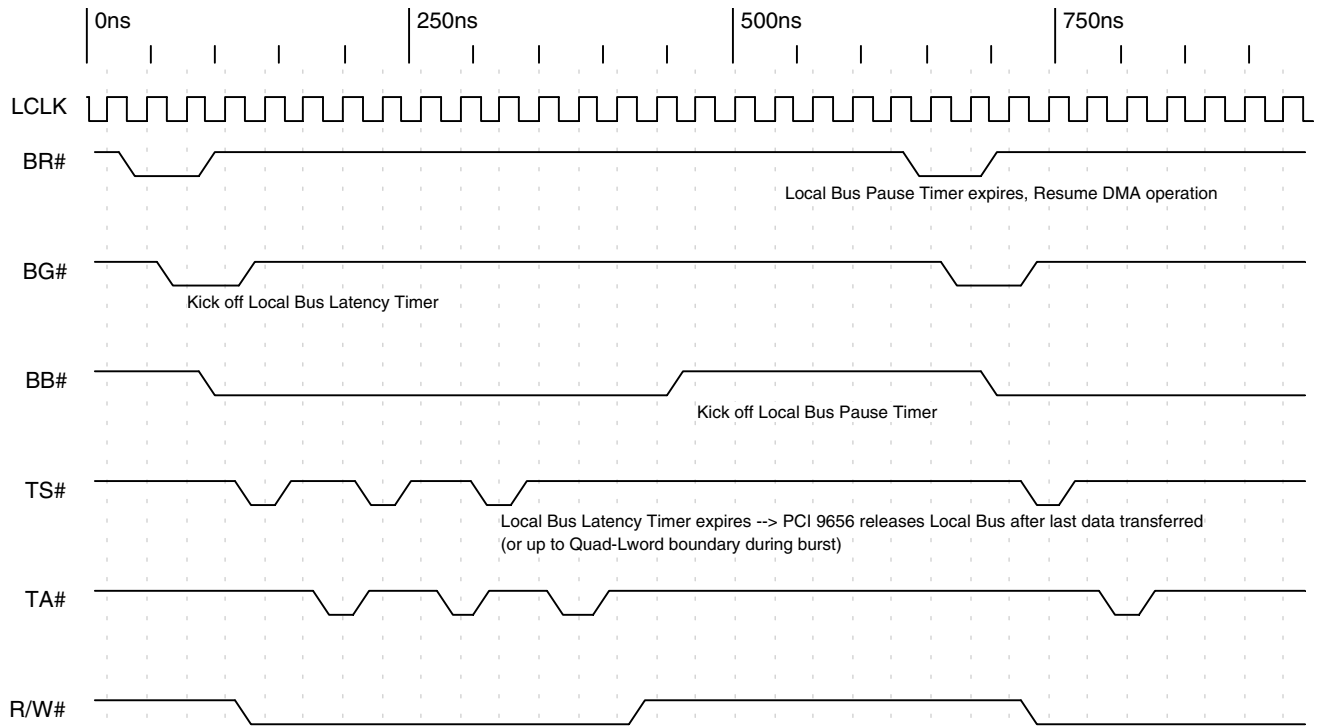 0ns 250ns 500ns 750ns
LCLK
BR#
Local Bus Pause Timer expires, Resume DMA operation
BG#
Kick off Local Bus Latency Timer
BB#
Kick off Local Bus Pause Timer
TS#
Local Bus Latency Timer expires --> PCI 9656 releases Local Bus after last data transferred
(or up to Quad-Lword boundary during burst)
TA#
R/W#